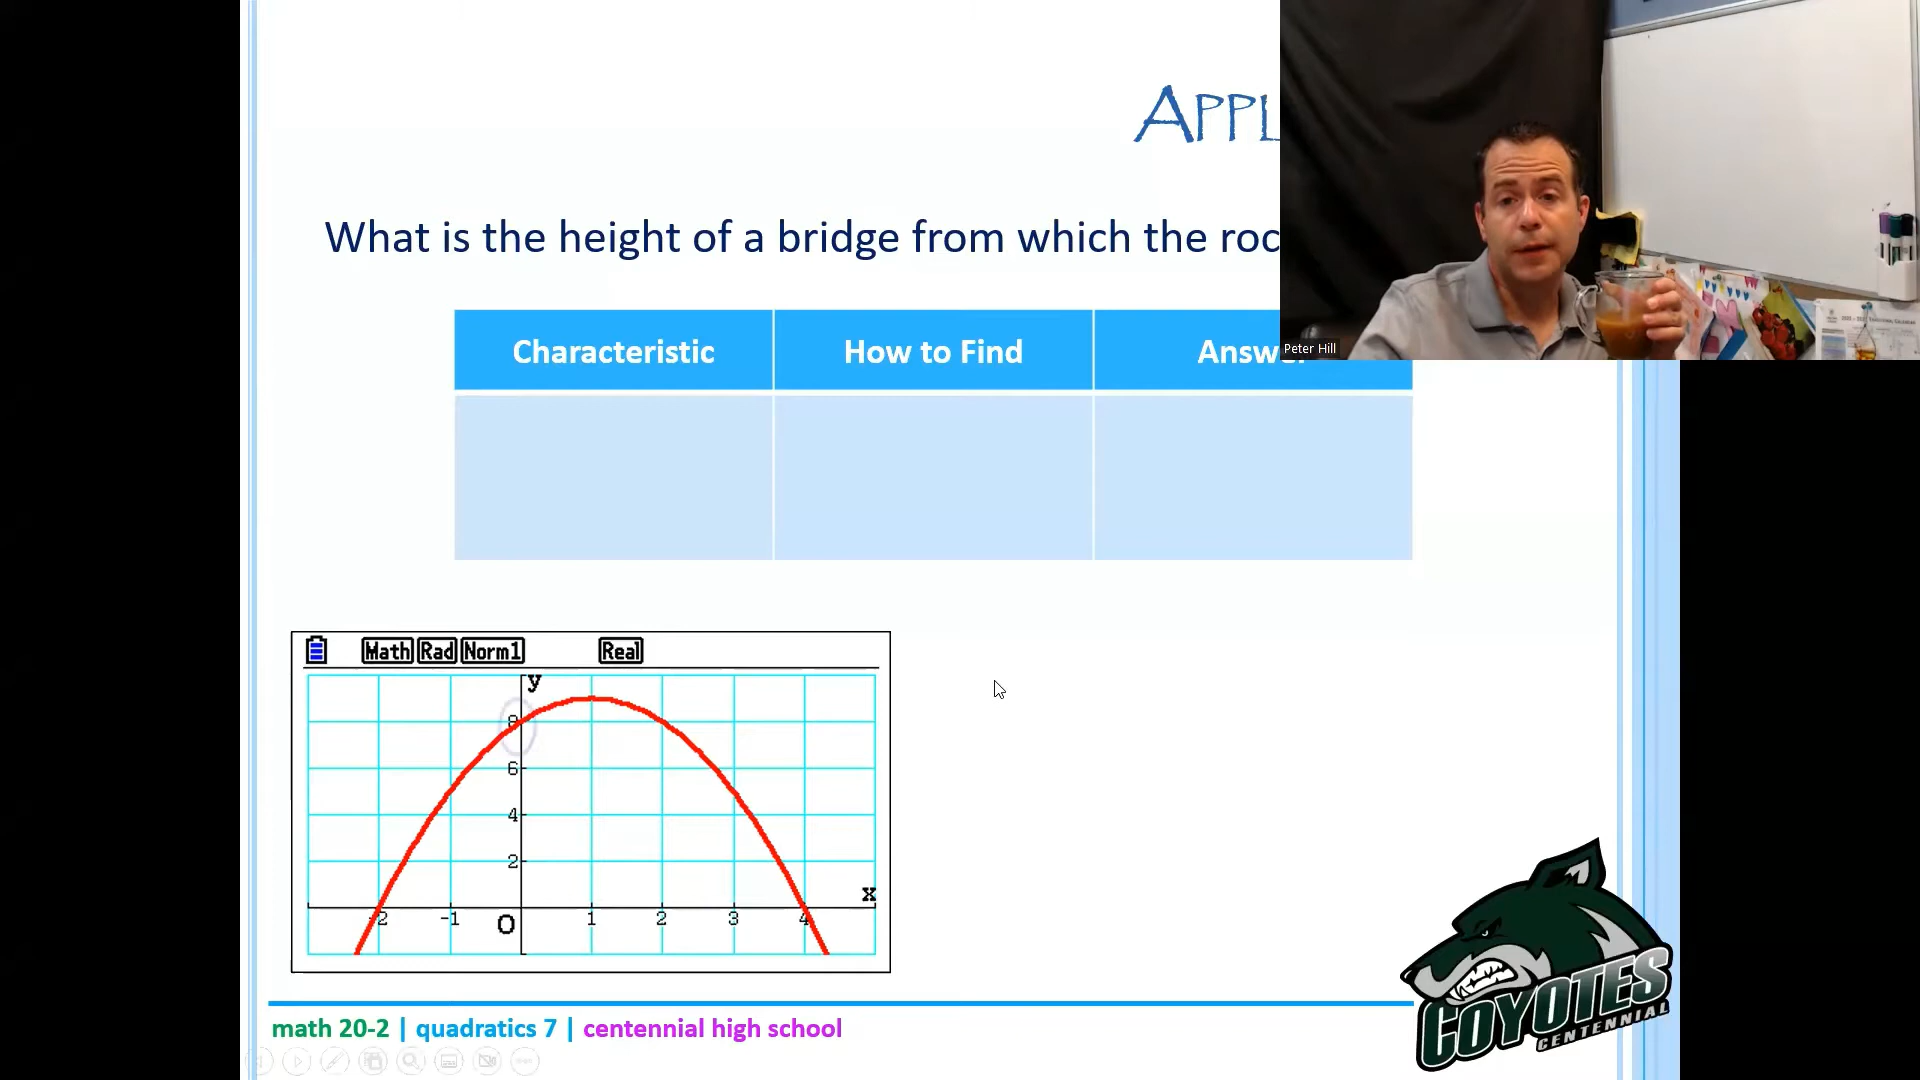 APPL
What is the height of a bridge from which the roc
Characteristic How to Find Answer
Peter Hill
Math Rad Norm1 Real
y
8
6
4
2
x
-2 -1 O 1 2 3 4
COYOTES
CENTENNIAL
math 20-2 | quadratics 7 | centennial high school